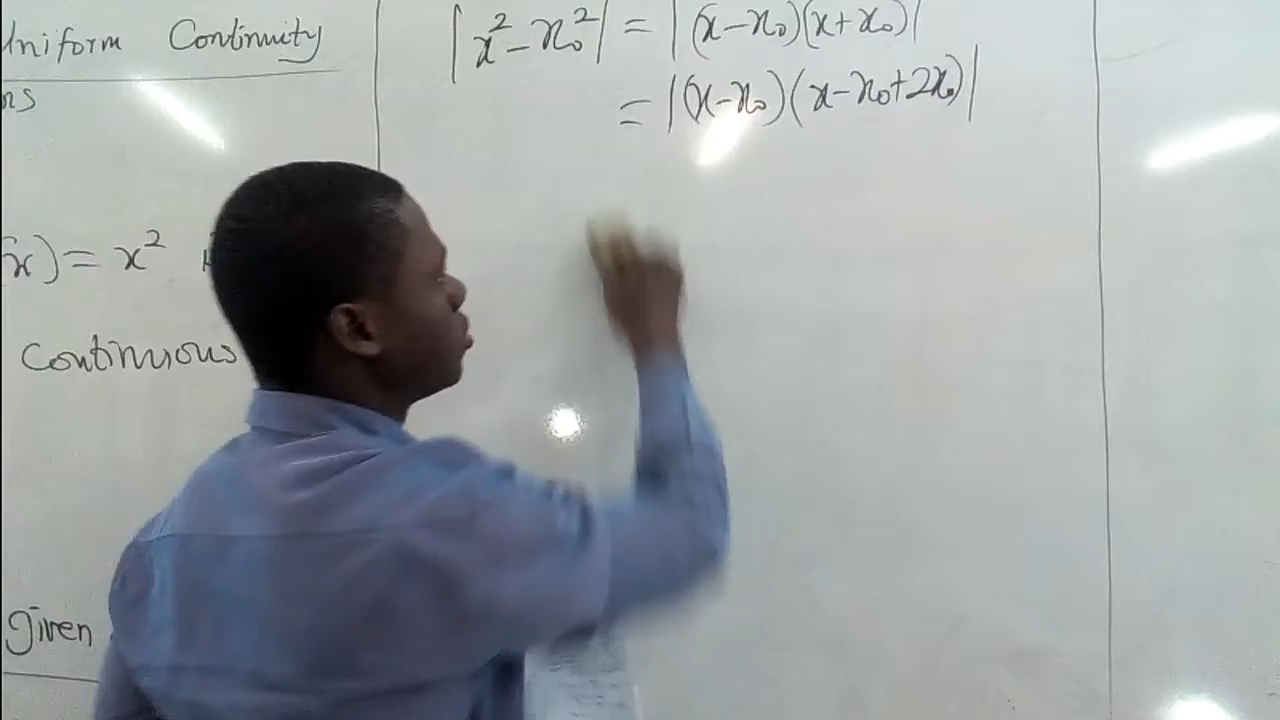 Uniform Continuity
ns
x) = x²
Continuous
given
|x² - x₀²| = |(x - x₀)(x + x₀)|
= |(x - x₀)(x - x₀ + 2x₀)|